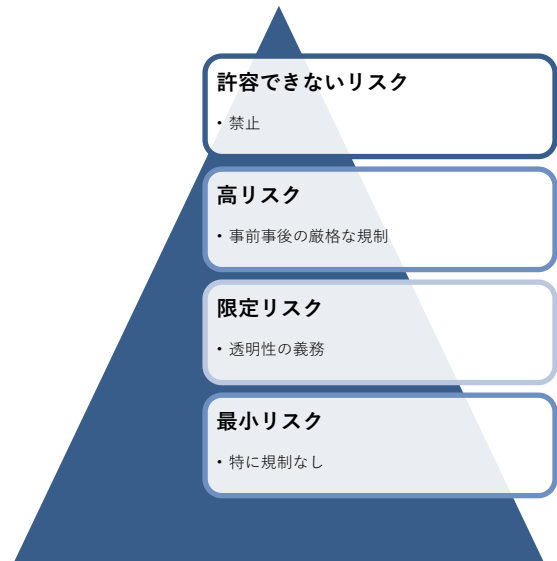 許容できないリスク
・禁止
高リスク
・事前事後の厳格な規制
限定リスク
・透明性の義務
最小リスク
・特に規制なし